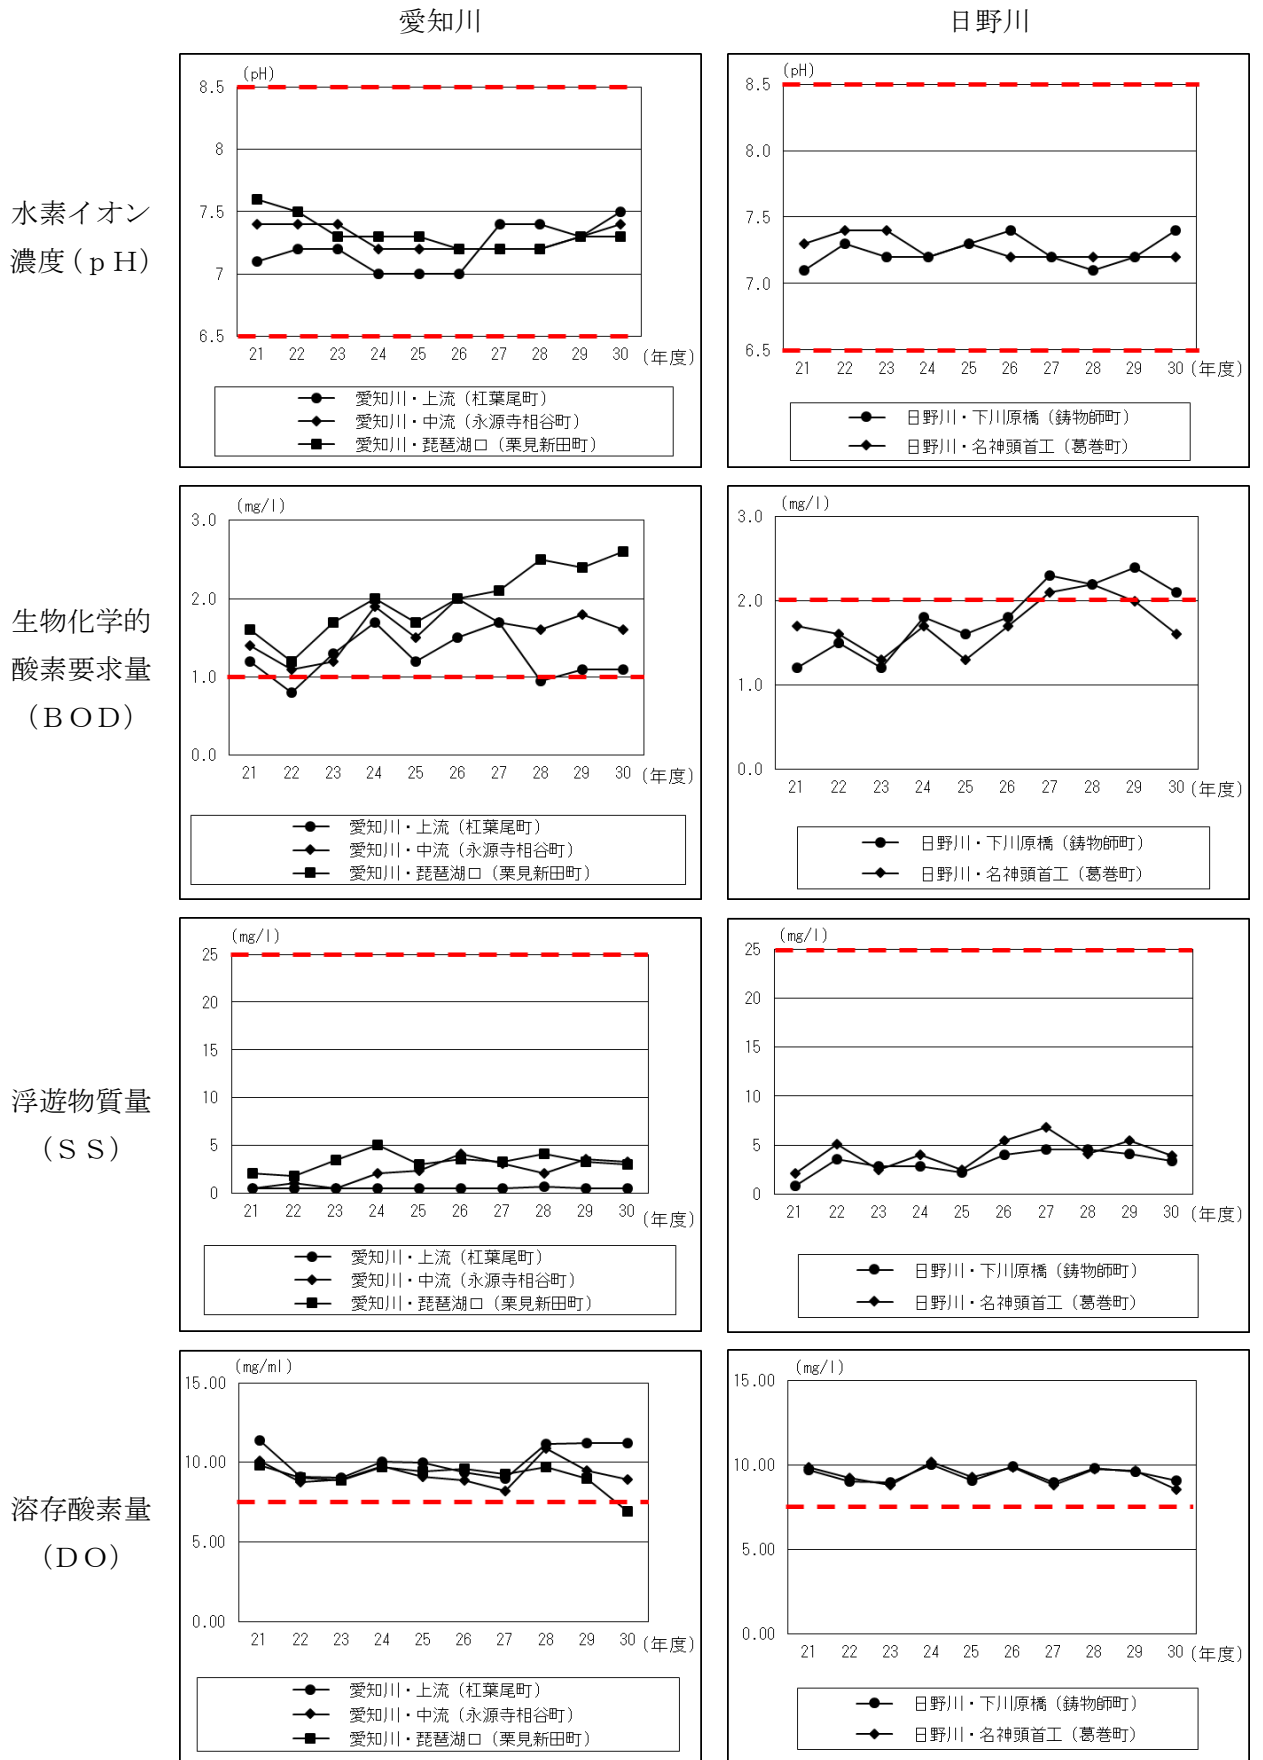 愛知川
日野川
水素イオン
濃度(pH)
(pH)
8.5
8
7.5
7
6.5
21 22 23 24 25 26 27 28 29 30 (年度)
愛知川・上流(杠葉尾町)
愛知川・中流(永源寺相谷町)
愛知川・琵琶湖口(栗見新田町)
(pH)
8.5
8.0
7.5
7.0
6.5
21 22 23 24 25 26 27 28 29 30 (年度)
日野川・下川原橋(鋳物師町)
日野川・名神頭首工(葛巻町)
生物化学的
酸素要求量
(BOD)
(mg/l)
3.0
2.0
1.0
0.0
21 22 23 24 25 26 27 28 29 30 (年度)
愛知川・上流(杠葉尾町)
愛知川・中流(永源寺相谷町)
愛知川・琵琶湖口(栗見新田町)
(mg/l)
3.0
2.0
1.0
0.0
21 22 23 24 25 26 27 28 29 30 (年度)
日野川・下川原橋(鋳物師町)
日野川・名神頭首工(葛巻町)
浮遊物質量
(SS)
(mg/l)
25
20
15
10
5
0
21 22 23 24 25 26 27 28 29 30 (年度)
愛知川・上流(杠葉尾町)
愛知川・中流(永源寺相谷町)
愛知川・琵琶湖口(栗見新田町)
(mg/l)
25
20
15
10
5
0
21 22 23 24 25 26 27 28 29 30 (年度)
日野川・下川原橋(鋳物師町)
日野川・名神頭首工(葛巻町)
溶存酸素量
(DO)
(mg/ml)
15.00
10.00
5.00
0.00
21 22 23 24 25 26 27 28 29 30 (年度)
愛知川・上流(杠葉尾町)
愛知川・中流(永源寺相谷町)
愛知川・琵琶湖口(栗見新田町)
(mg/l)
15.00
10.00
5.00
0.00
21 22 23 24 25 26 27 28 29 30 (年度)
日野川・下川原橋(鋳物師町)
日野川・名神頭首工(葛巻町)